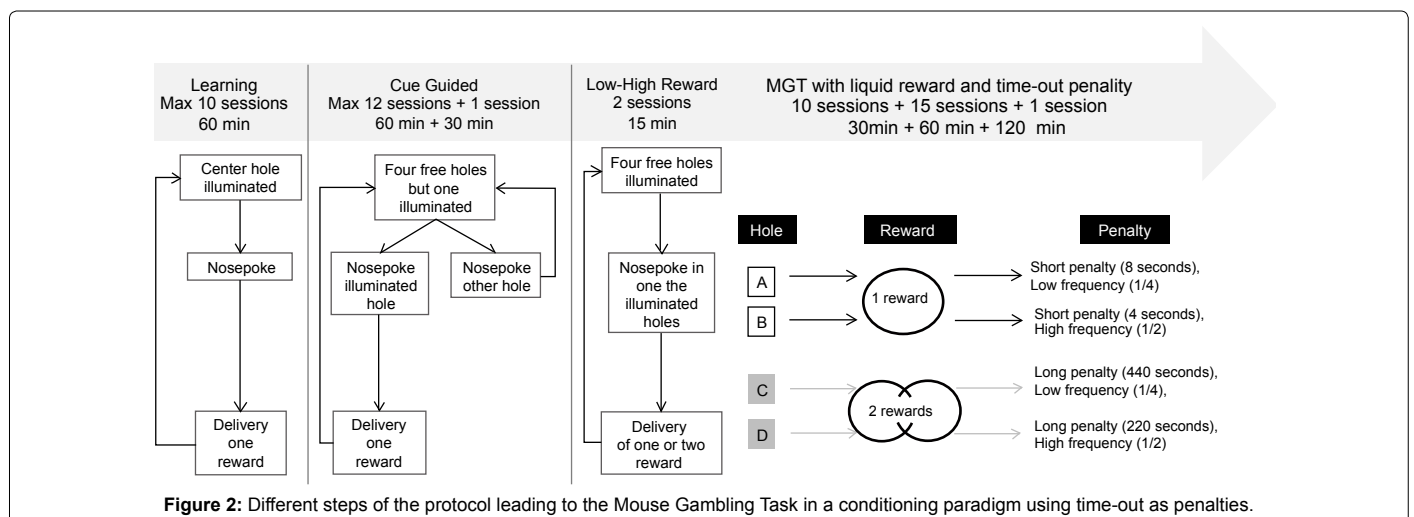 Learning
Max 10 sessions
60 min
Cue Guided
Max 12 sessions + 1 session
60 min + 30 min
Low-High Reward
2 sessions
15 min
MGT with liquid reward and time-out penality
10 sessions + 15 sessions + 1 session
30min + 60 min + 120 min
Center hole
illuminated
Nosepoke
Delivery
one
reward
Four free holes
but one
illuminated
Nosepoke
illuminated
hole
Nosepoke
other hole
Delivery
one
reward
Four free holes
illuminated
Nosepoke in
one the
illuminated
holes
Delivery
of one or two
reward
Hole
Reward
Penalty
A
B
1 reward
Short penalty (8 seconds),
Low frequency (1/4)
Short penalty (4 seconds),
High frequency (1/2)
C
D
2 rewards
Long penalty (440 seconds),
Low frequency (1/4),
Long penalty (220 seconds),
High frequency (1/2)
Figure 2: Different steps of the protocol leading to the Mouse Gambling Task in a conditioning paradigm using time-out as penalties.